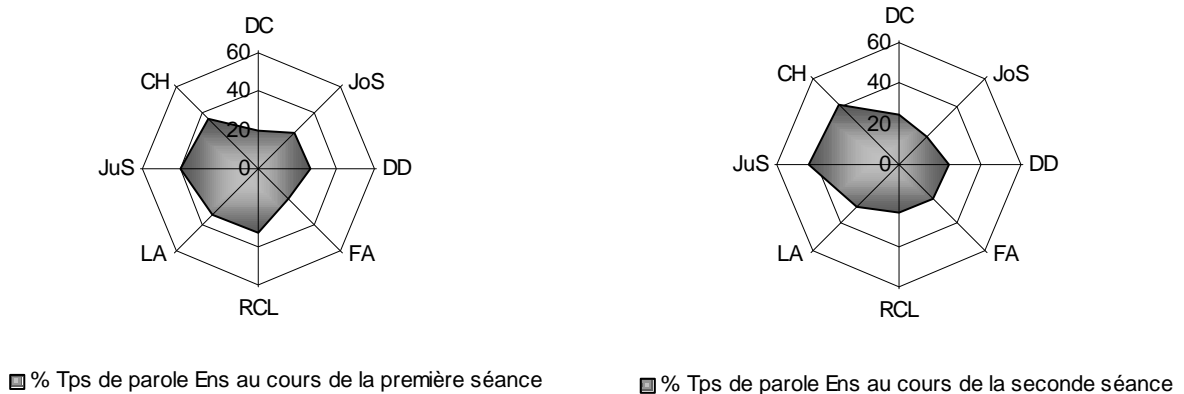 DC
60
CH
JoS
40
20
JuS
0
DD
LA
FA
RCL
% Tps de parole Ens au cours de la première séance
DC
60
CH
JoS
40
20
JuS
0
DD
LA
FA
RCL
% Tps de parole Ens au cours de la seconde séance